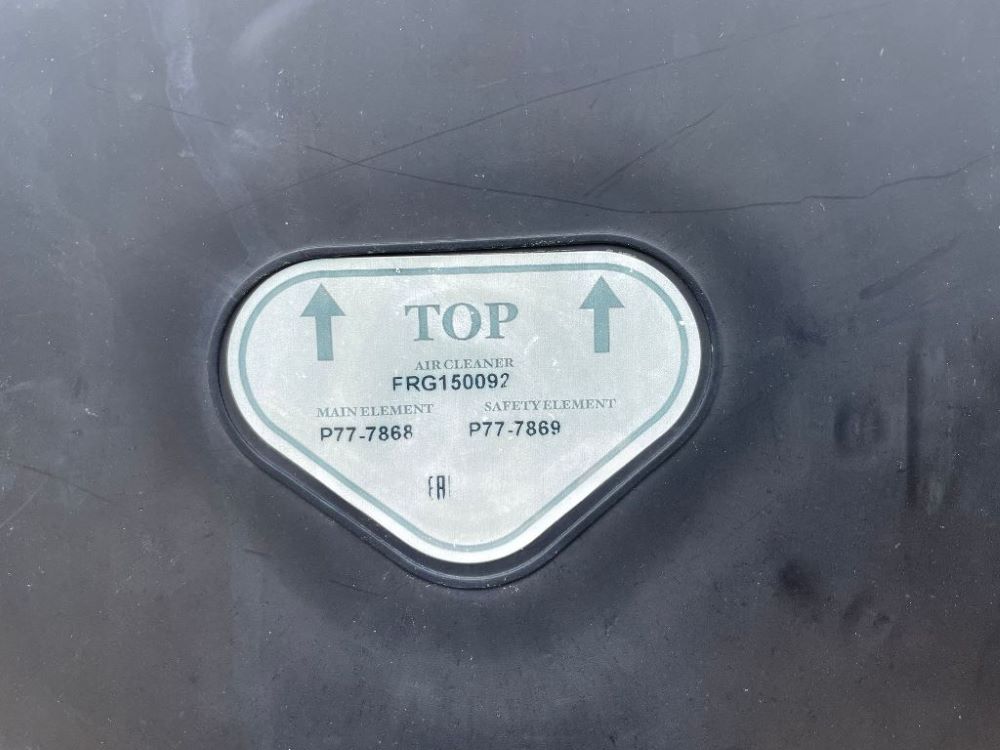 TOP
AIR CLEANER
FRG150092
MAIN ELEMENT SAFETY ELEMENT
P77-7868 P77-7869
EAC